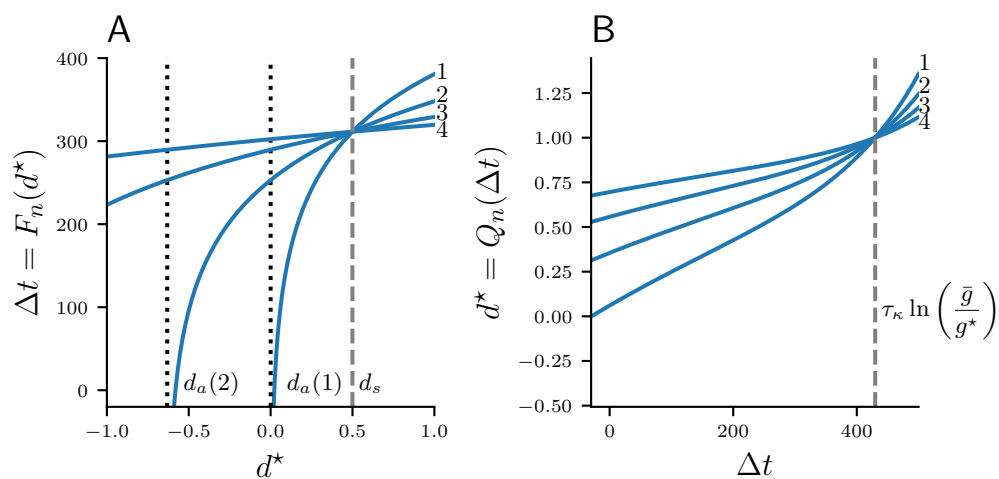 A
Δt = F_n(d⋆)
400
300
200
100
0
1
2
3
4
d_a(2)
d_a(1)
d_s
−1.0
−0.5
0.0
0.5
1.0
d⋆
B
d⋆ = Q_n(Δt)
1.25
1.00
0.75
0.50
0.25
0.00
−0.25
−0.50
1
2
3
4
τ_κ ln(ḡ/g⋆)
0
200
400
Δt